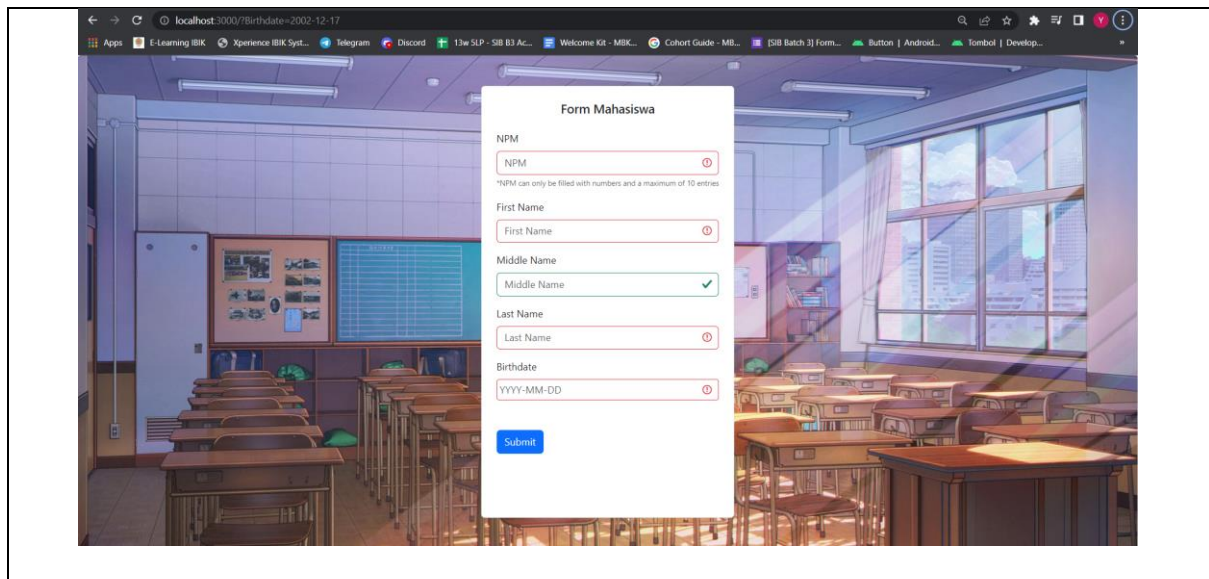 localhost:3000/?Birthdate=2002-12-17
Apps E-Learning IBIK Xperience IBIK Syst... Telegram Discord 13w SLP - SIB B3 Ac... Welcome Kit - MBK... Cohort Guide - MB... [SIB Batch 3] Form... Button | Android... Tombol | Develop... »
Form Mahasiswa
NPM
NPM
*NPM can only be filled with numbers and a maximum of 10 entries
First Name
First Name
Middle Name
Middle Name
Last Name
Last Name
Birthdate
YYYY-MM-DD
Submit